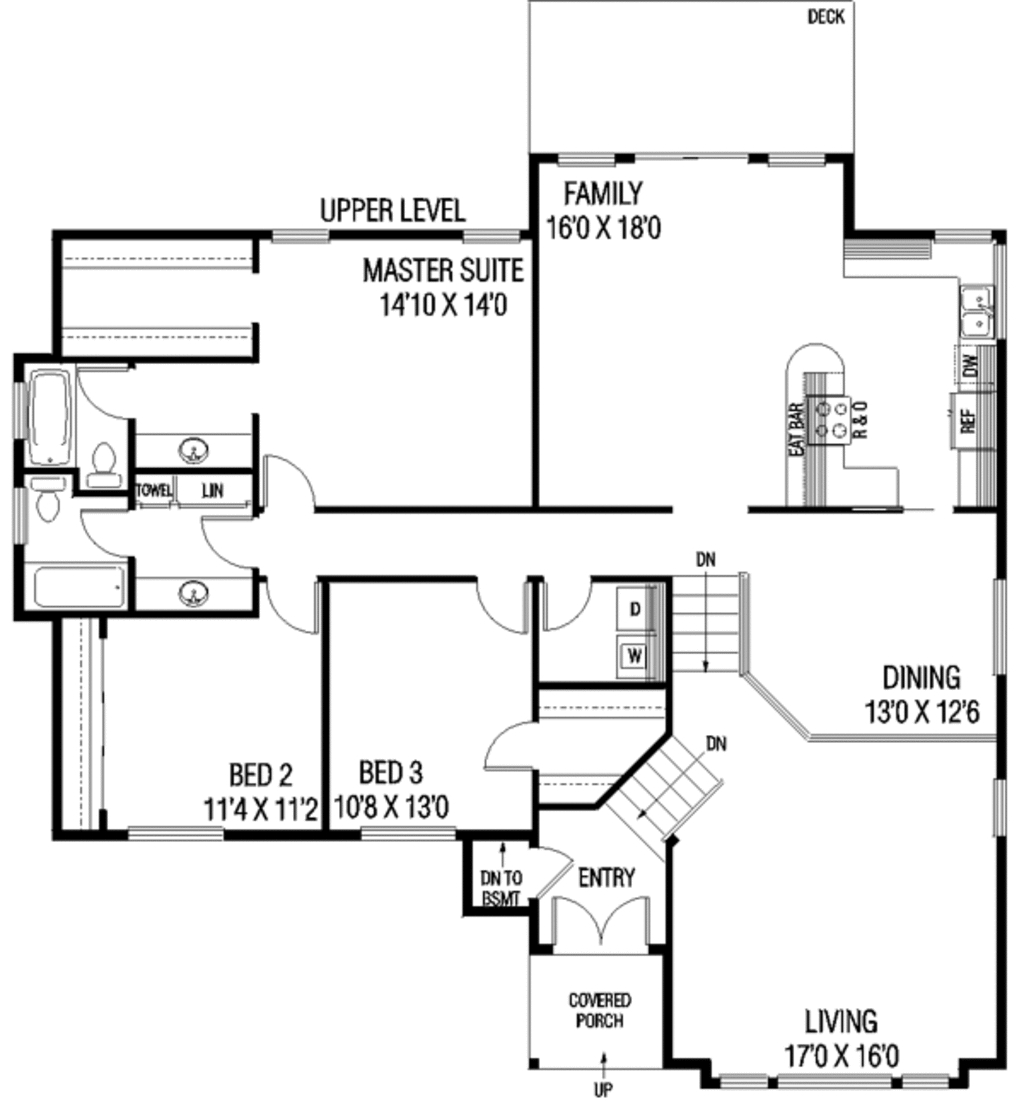 DECK
FAMILY
16'0 X 18'0
UPPER LEVEL
MASTER SUITE
14'10 X 14'0
DW
EAT BAR
R & O
REF
TOWEL
LIN
DN
D
W
DINING
13'0 X 12'6
DN
BED 2
11'4 X 11'2
BED 3
10'8 X 13'0
DN TO
BSMT
ENTRY
COVERED
PORCH
UP
LIVING
17'0 X 16'0